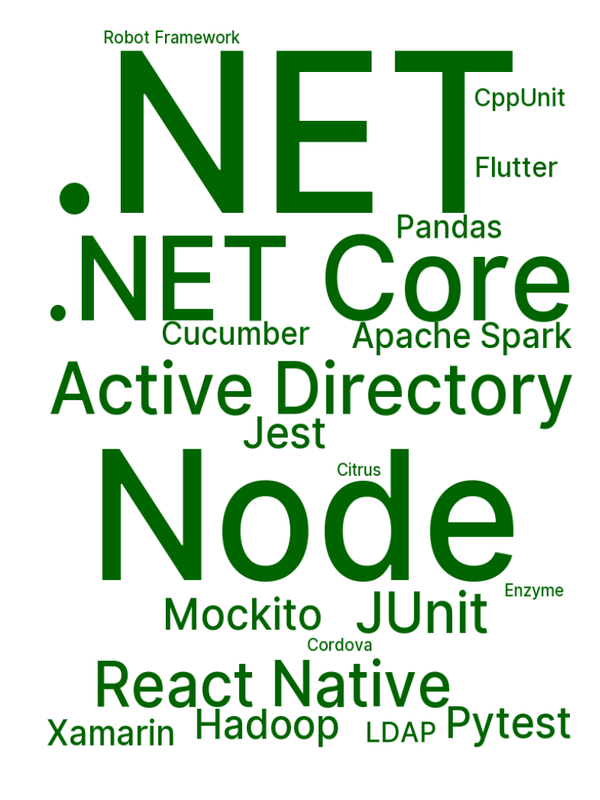 Robot Framework
.NET
CppUnit
Flutter
Pandas
.NET Core
Cucumber
Apache Spark
Active Directory
Jest
Citrus
Node
Enzyme
Mockito
JUnit
Cordova
React Native
Xamarin
Hadoop
LDAP
Pytest